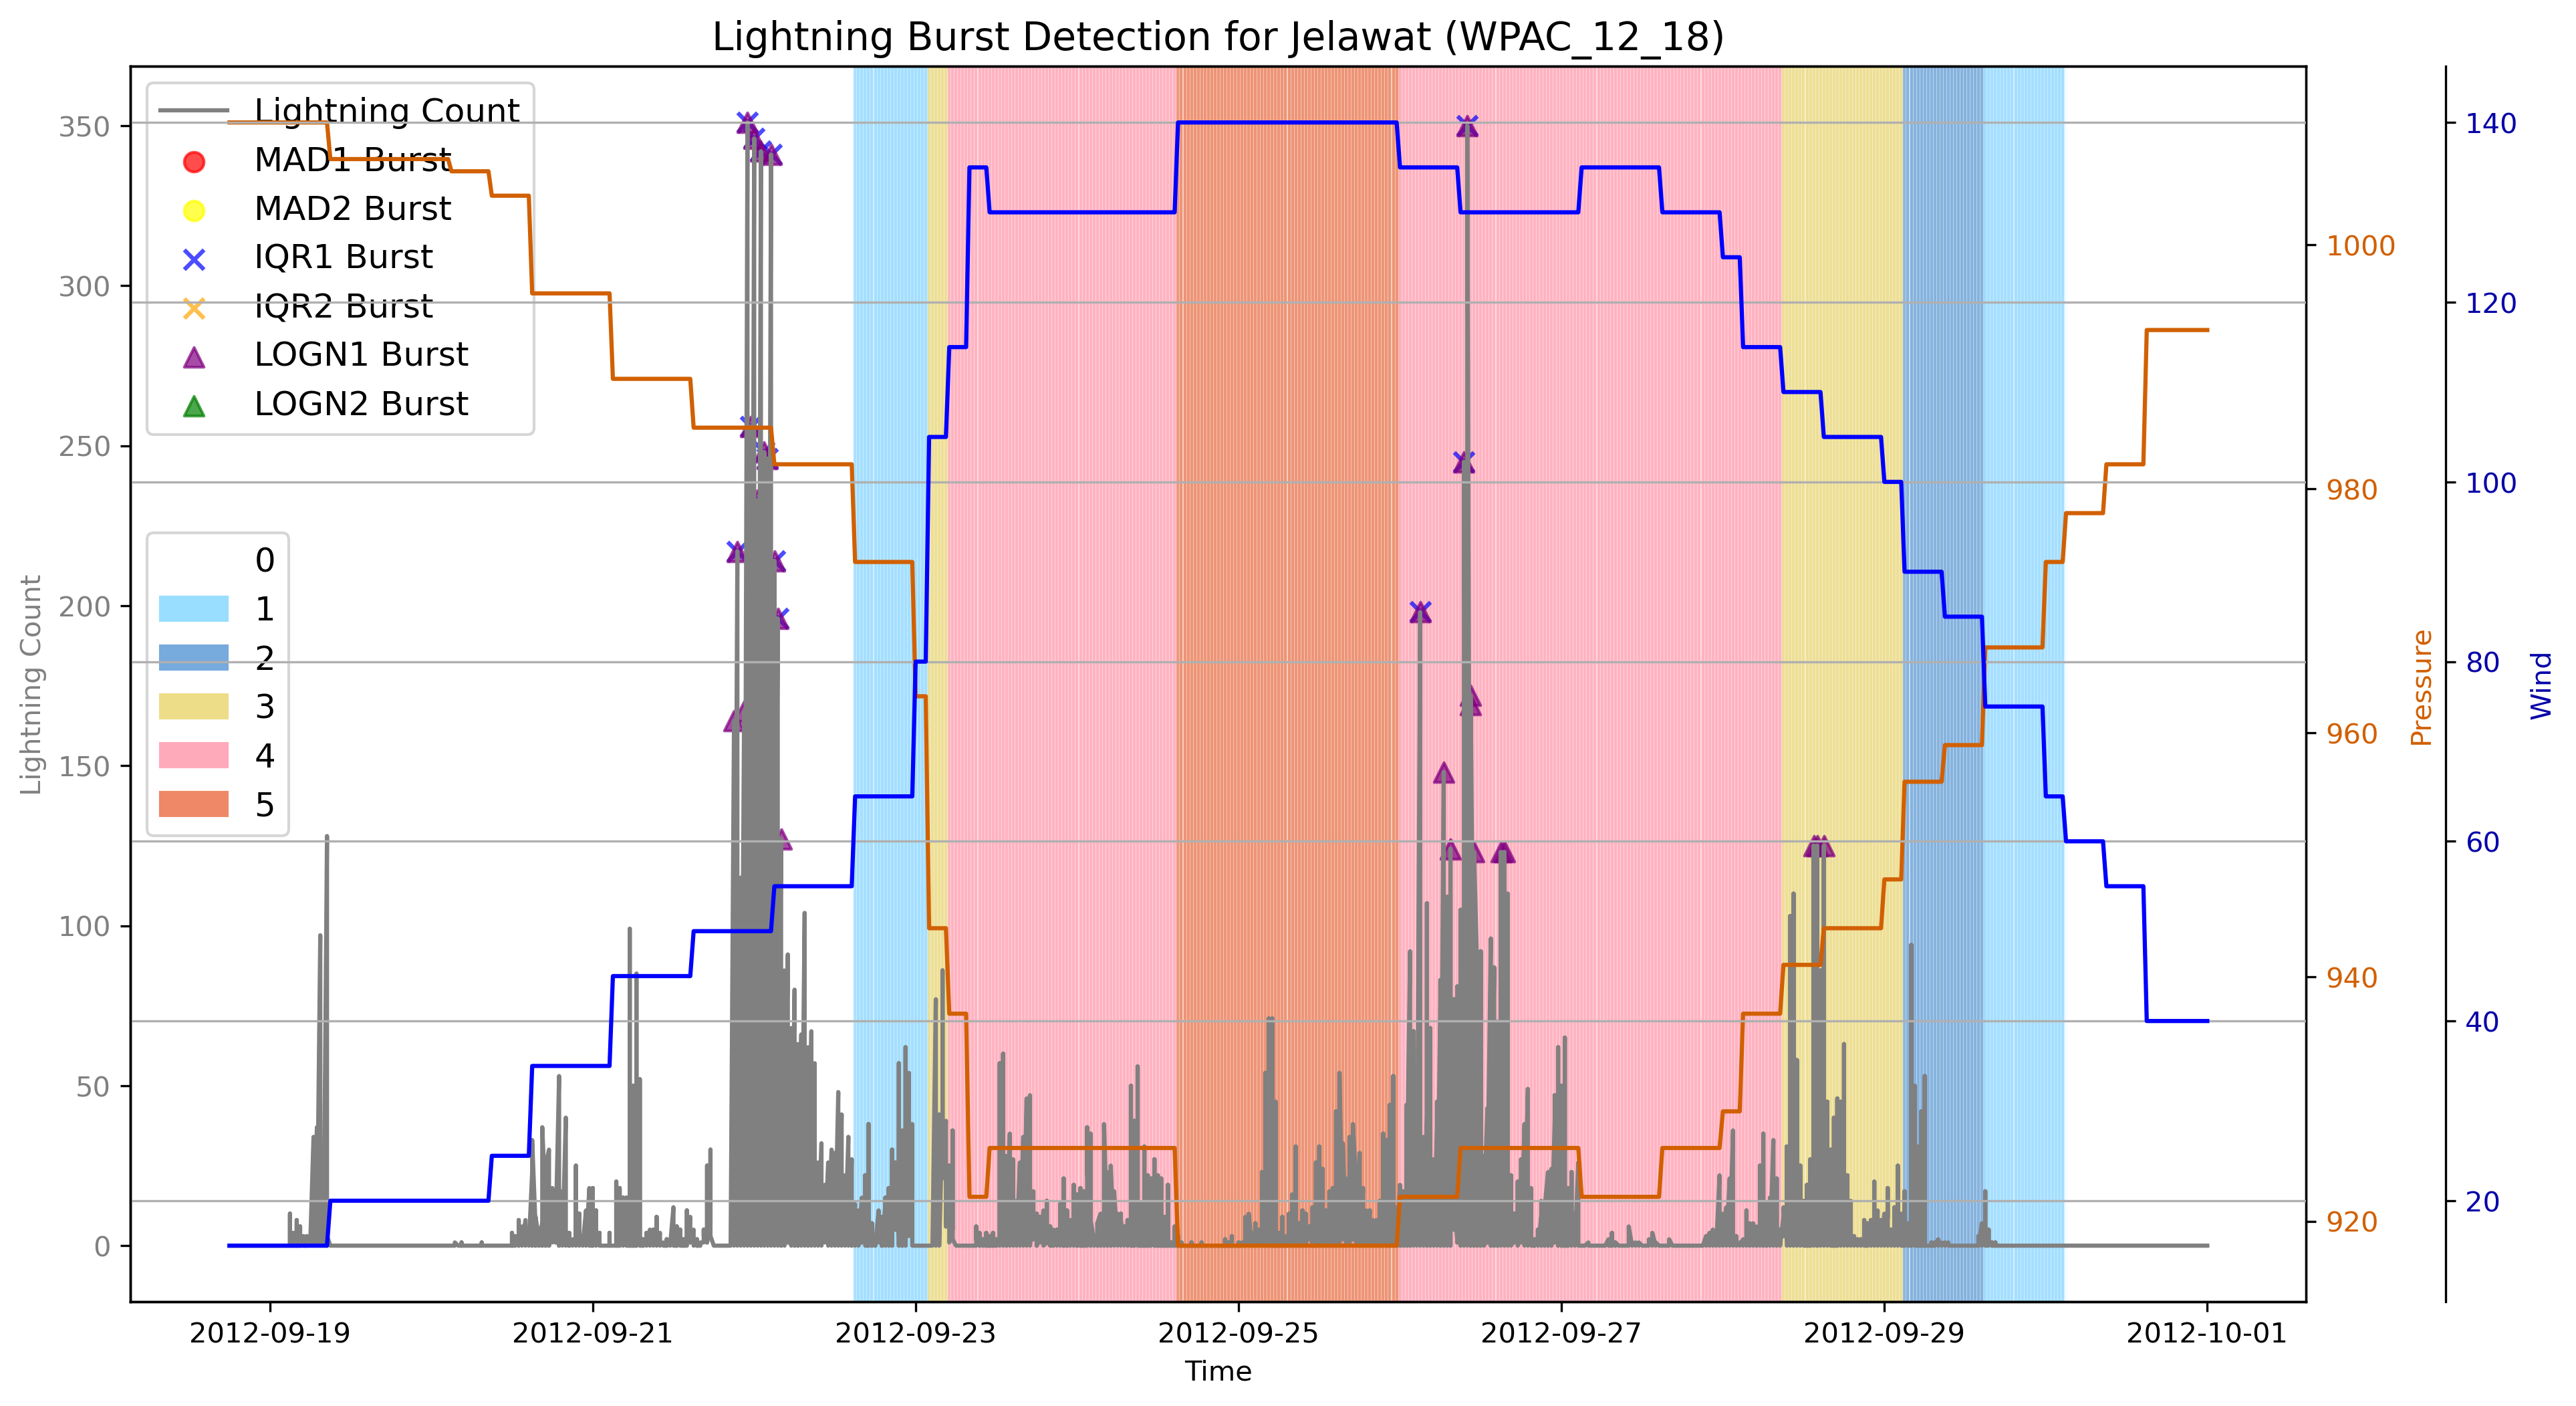 Lightning Burst Detection for Jelawat (WPAC_12_18)
Lightning Count
MAD1 Burst
MAD2 Burst
IQR1 Burst
IQR2 Burst
LOGN1 Burst
LOGN2 Burst
0
1
2
3
4
5
350
300
250
200
150
100
50
0
Lightning Count
1000
980
960
940
920
Pressure
140
120
100
80
60
40
20
Wind
2012-09-19
2012-09-21
2012-09-23
2012-09-25
2012-09-27
2012-09-29
2012-10-01
Time